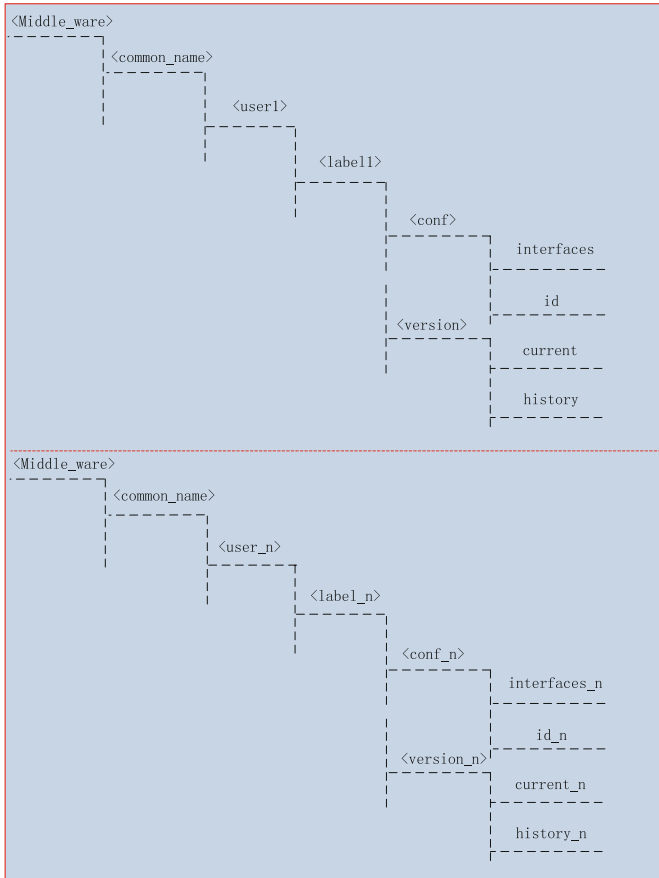 <Middle_ware>
<common_name>
<user1>
<label1>
<conf>
interfaces
id
<version>
current
history
<Middle_ware>
<common_name>
<user_n>
<label_n>
<conf_n>
interfaces_n
id_n
<version_n>
current_n
history_n